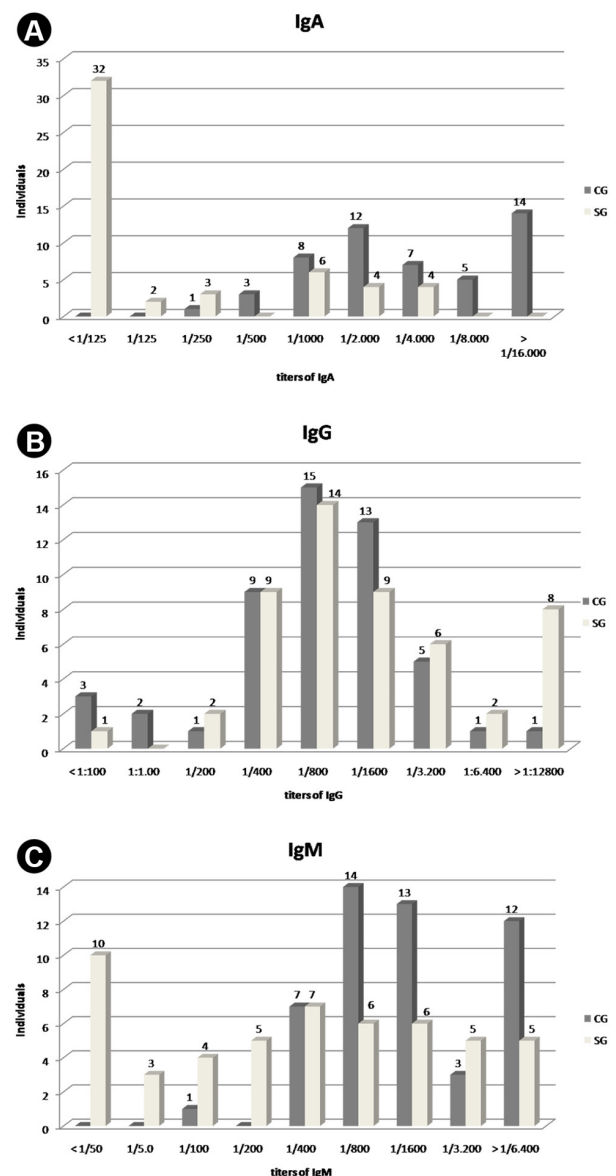 A
IgA
35
30
25
20
15
10
5
0
Individuals
32
2
1 3
3
8 6
12 4
7 4
5
14
CG
SG
<1/125 1/125 1/250 1/500 1/1000 1/2.000 1/4.000 1/8.000 >
1/16.000
titers of IgA
B
IgG
16
14
12
10
8
6
4
2
0
Individuals
3 1
2
1 2
9 9
15 14
13 9
5 6
1 2
1 8
CG
SG
<1:100 1:1.00 1/200 1/400 1/800 1/1600 1/3.200 1:6.400 >1:12800
titers of IgG
C
IgM
14
12
10
8
6
4
2
0
Individuals
10
3
1 4
5
7 7
14 6
13 6
3 5
12 5
CG
SG
<1/50 1/5.0 1/100 1/200 1/400 1/800 1/1600 1/3.200 >1/6.400
titers of IgM